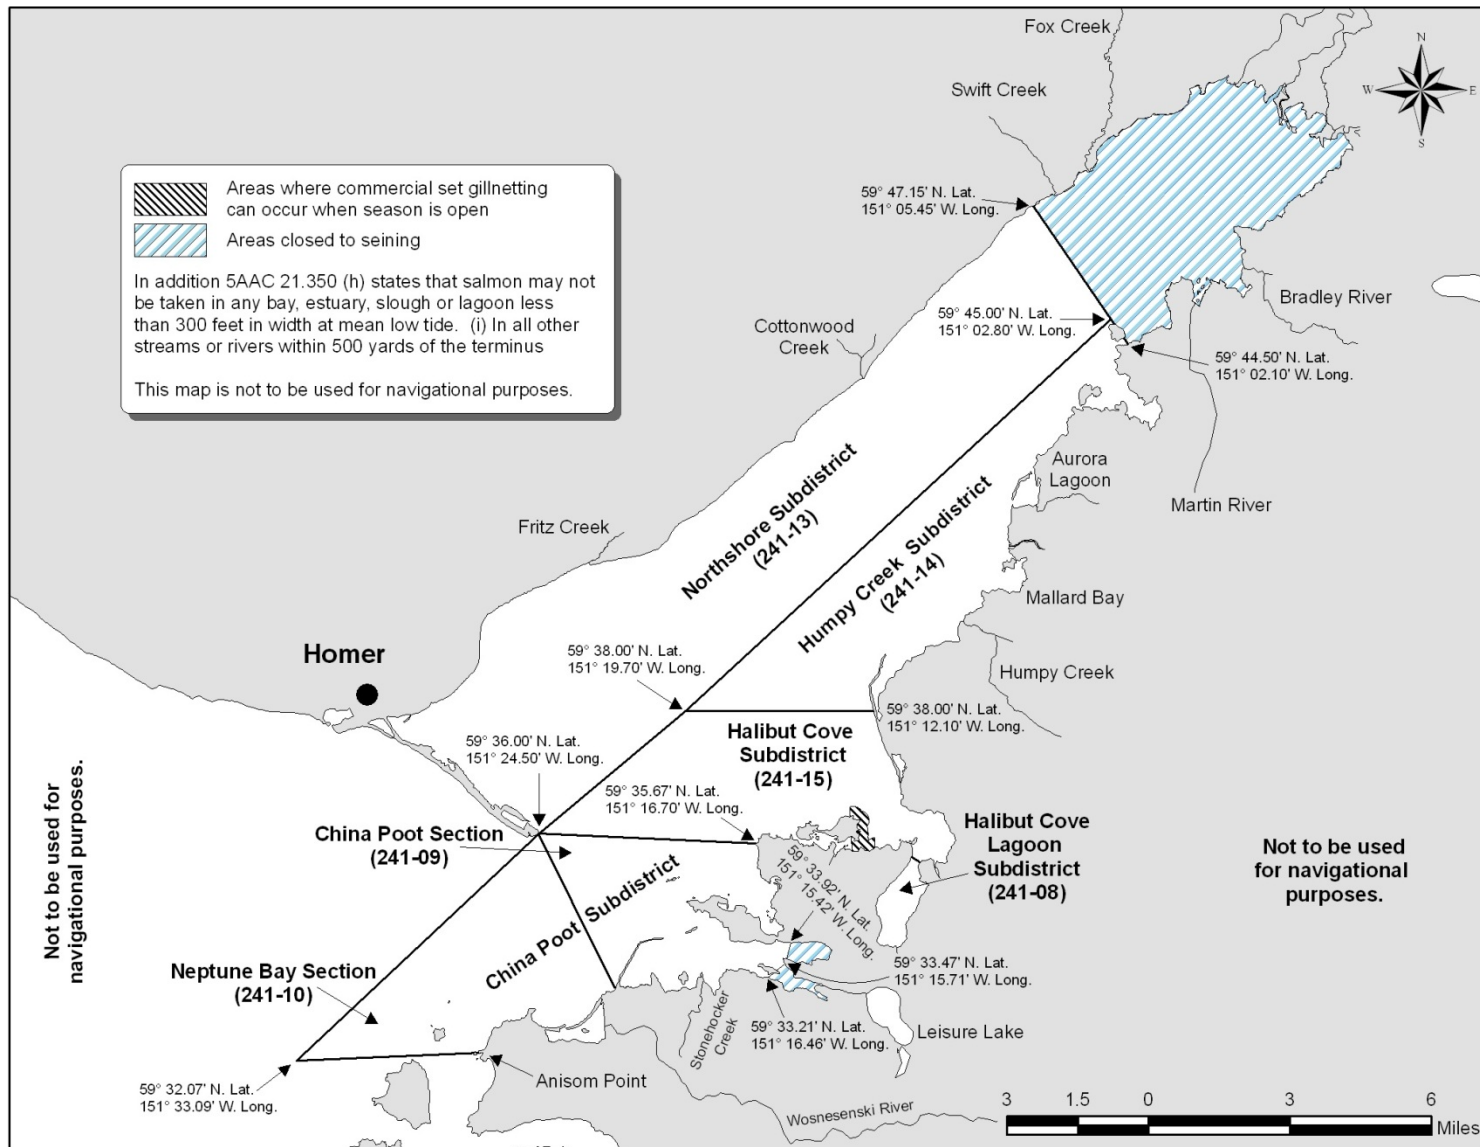 Fox Creek
N
Swift Creek
W
E
S
Areas where commercial set gillnetting
can occur when season is open
Areas closed to seining
In addition 5AAC 21.350 (h) states that salmon may not
be taken in any bay, estuary, slough or lagoon less
than 300 feet in width at mean low tide.  (i) In all other
streams or rivers within 500 yards of the terminus
This map is not to be used for navigational purposes.
59° 47.15' N. Lat.
151° 05.45' W. Long.
Bradley River
59° 45.00' N. Lat.
151° 02.80' W. Long.
Cottonwood
Creek
59° 44.50' N. Lat.
151° 02.10' W. Long.
Aurora
Lagoon
Martin River
Northshore Subdistrict
(241-13)
Humpy Creek Subdistrict
(241-14)
Fritz Creek
Mallard Bay
Homer
59° 38.00' N. Lat.
151° 19.70' W. Long.
Humpy Creek
59° 38.00' N. Lat.
151° 12.10' W. Long.
Halibut Cove
Subdistrict
(241-15)
59° 36.00' N. Lat.
151° 24.50' W. Long.
59° 35.67' N. Lat.
151° 16.70' W. Long.
Not to be used for
navigational purposes.
China Poot Section
(241-09)
Halibut Cove
Lagoon
Subdistrict
(241-08)
Not to be used
for navigational
purposes.
59° 33.92' N. Lat.
151° 15.42' W. Long.
China Poot Subdistrict
Neptune Bay Section
(241-10)
59° 33.47' N. Lat.
151° 15.71' W. Long.
Stonehocker
Creek
59° 33.21' N. Lat.
151° 16.46' W. Long.
Leisure Lake
Anisom Point
59° 32.07' N. Lat.
151° 33.09' W. Long.
Wosnesenski River
3
1.5
0
3
6
Miles